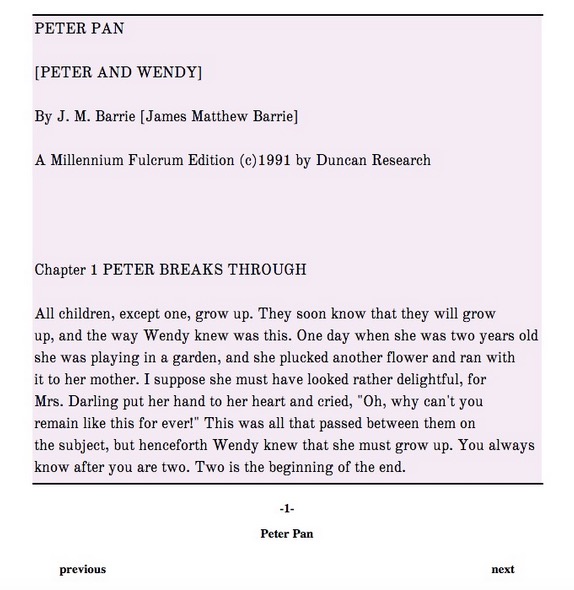 PETER PAN
[PETER AND WENDY]
By J. M. Barrie [James Matthew Barrie]
A Millennium Fulcrum Edition (c)1991 by Duncan Research
Chapter 1 PETER BREAKS THROUGH
All children, except one, grow up. They soon know that they will grow
up, and the way Wendy knew was this. One day when she was two years old
she was playing in a garden, and she plucked another flower and ran with
it to her mother. I suppose she must have looked rather delightful, for
Mrs. Darling put her hand to her heart and cried, "Oh, why can't you
remain like this for ever!" This was all that passed between them on
the subject, but henceforth Wendy knew that she must grow up. You always
know after you are two. Two is the beginning of the end.
-1-
Peter Pan
previous
next